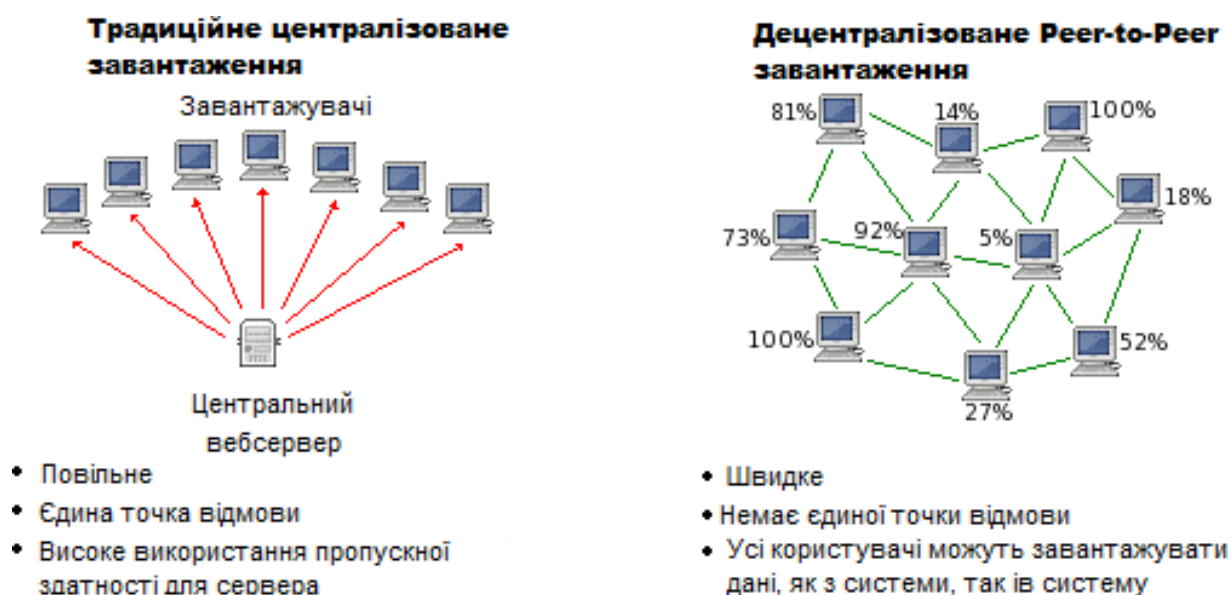 Традиційне централізоване
завантаження
Завантажувачі
Центральний
вебсервер
• Повільне
• Єдина точка відмови
• Високе використання пропускної
здатності для сервера
Децентралізоване Peer-to-Peer
завантаження
81%
14%
100%
18%
73%
92%
5%
100%
52%
27%
• Швидке
• Немає єдиної точки відмови
• Усі користувачі можуть завантажувати
дані, як з системи, так ів систему